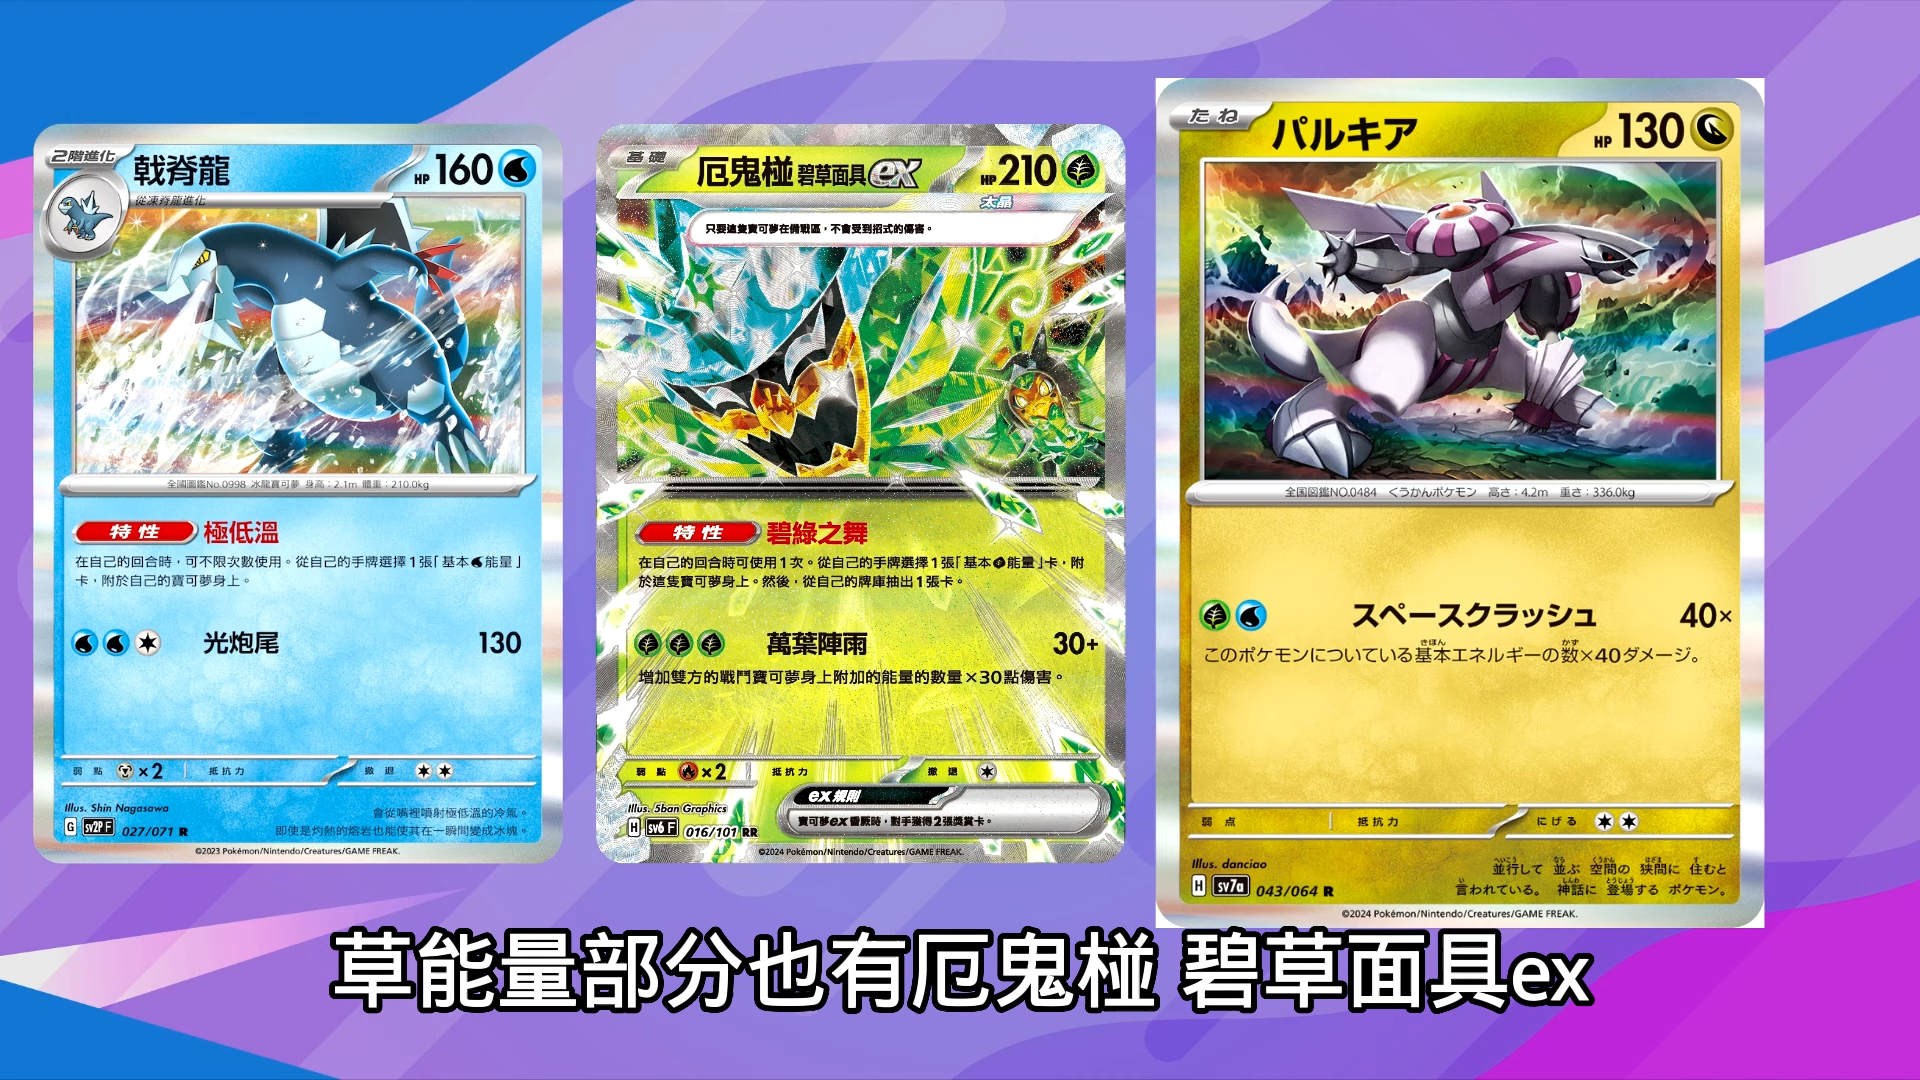 2階進化
戟脊龍
HP 160
從凍脊龍進化
全國圖鑑No.0998 冰龍寶可夢 身高：2.1m 體重：210.0kg
特性 極低溫
在自己的回合時，可不限次數使用。從自己的手牌選擇1張「基本能量」
卡，附於自己的寶可夢身上。
光炮尾 130
弱點 ×2 抵抗力 撤退
Illus. Shin Nagasawa
G sv2P F 027/071 R
會從嘴裡噴射極低溫的冷氣。
即使是灼熱的熔岩也能使其在一瞬間變成冰塊。
©2023 Pokémon/Nintendo/Creatures/GAME FREAK.
基礎
厄鬼椪 碧草面具ex
HP 210
太晶
只要這隻寶可夢在備戰區，不會受到招式的傷害。
特性 碧綠之舞
在自己的回合時可使用1次。從自己的手牌選擇1張「基本能量」卡，附
於這隻寶可夢身上。然後，從自己的牌庫抽出1張卡。
萬葉陣雨 30+
增加雙方的戰鬥寶可夢身上附加的能量的數量×30點傷害。
弱點 ×2 抵抗力 撤退
ex規則
寶可夢ex昏厥時，對手獲得2張獎賞卡。
Illus. 5ban Graphics
H sv6 F 016/101 RR
©2024 Pokémon/Nintendo/Creatures/GAME FREAK.
たね
パルキア
HP 130
全国図鑑NO.0484 くうかんポケモン 高さ：4.2m 重さ：336.0kg
スペースクラッシュ 40×
このポケモンについている基本エネルギーの数×40ダメージ。
弱点 抵抗力 にげる
Illus. danciao
H sv7a 043/064 R
並行して 並ぶ 空間の 狭間に 住むと
言われている。 神話に 登場する ポケモン。
©2024 Pokémon/Nintendo/Creatures/GAME FREAK.
草能量部分也有厄鬼椪 碧草面具ex